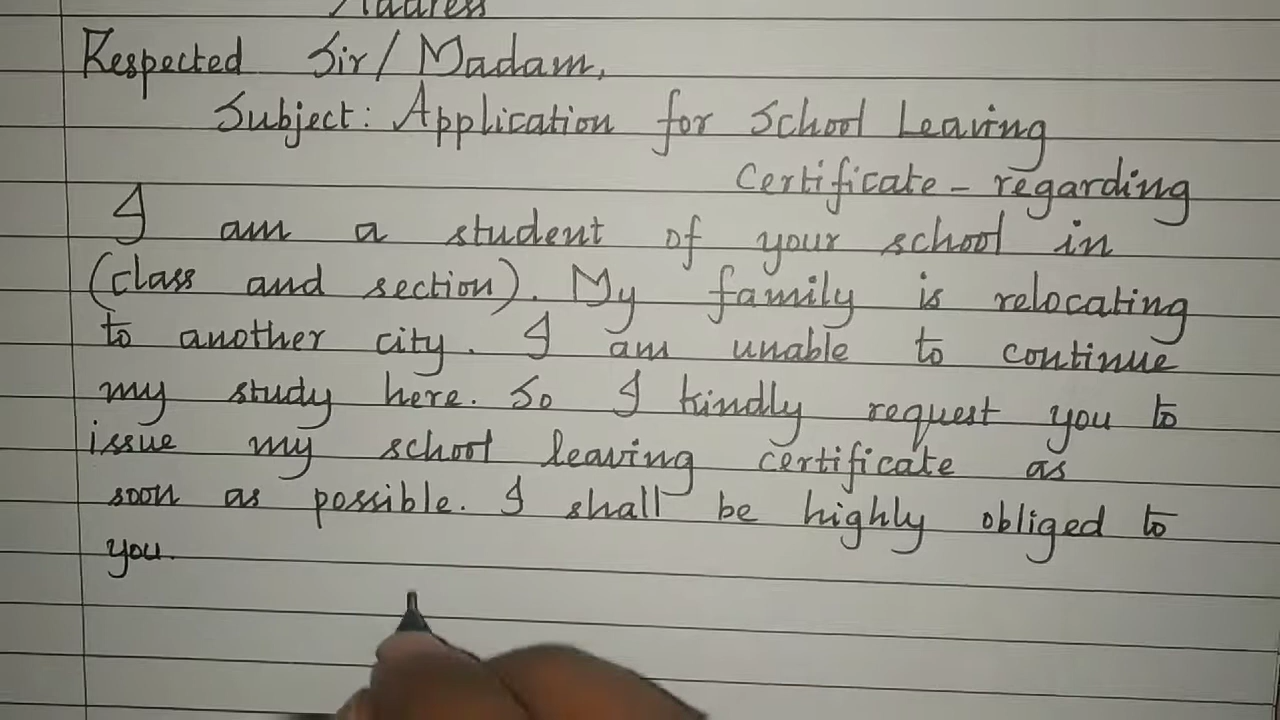 Address
Respected Sir/Madam,
Subject: Application for School Leaving
Certificate - regarding
I am a student of your school in
(class and section). My family is relocating
to another city. I am unable to continue
my study here. So I kindly request you to
issue my school leaving certificate as
soon as possible. I shall be highly obliged to
you.